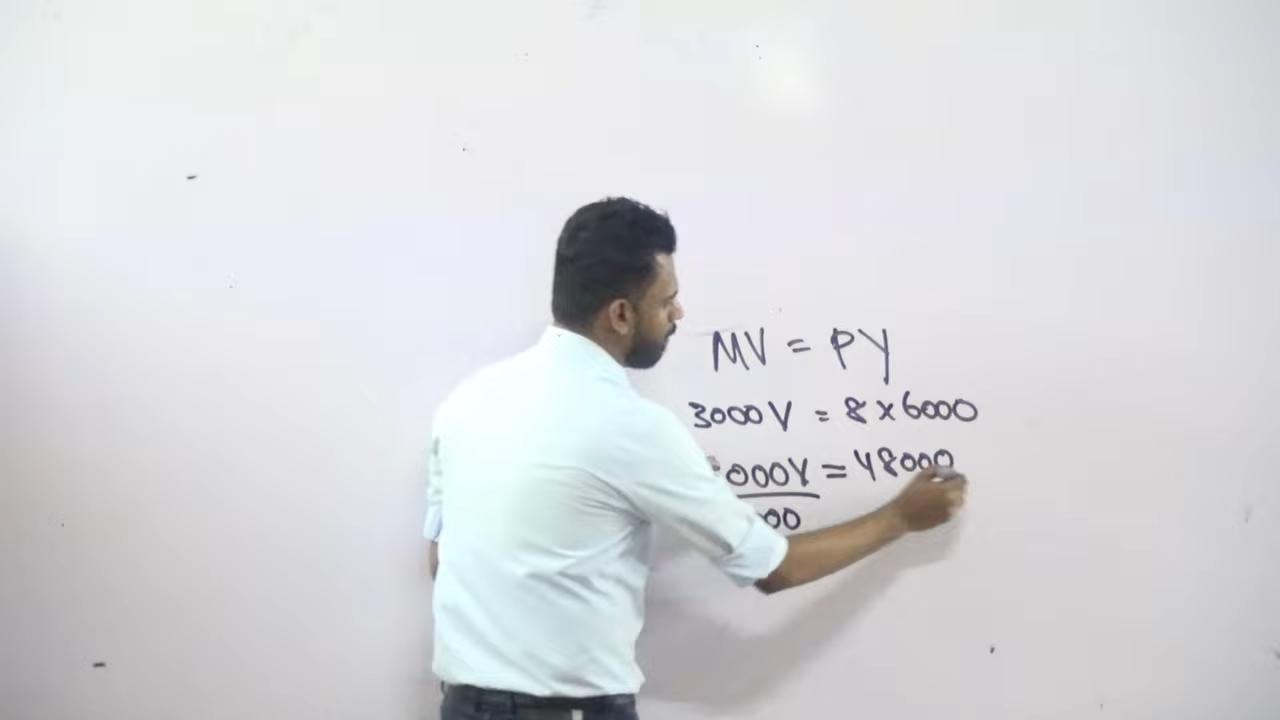 MV = PY
3000V = 8 x 6000
000V = 48000
00